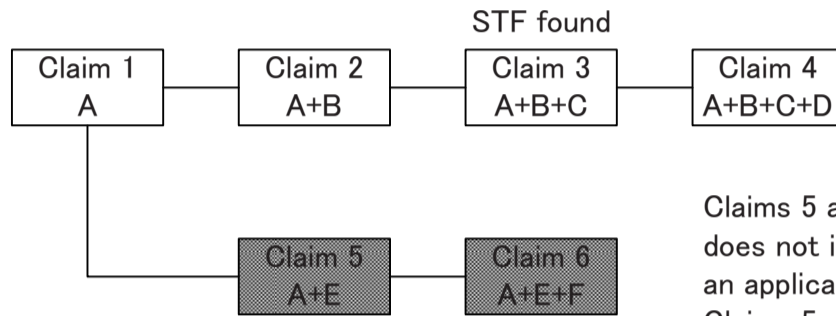 STF found
Claim 1
A
Claim 2
A+B
Claim 3
A+B+C
Claim 4
A+B+C+D
Claim 5
A+E
Claim 6
A+E+F
Claims 5 a
does not i
an applica